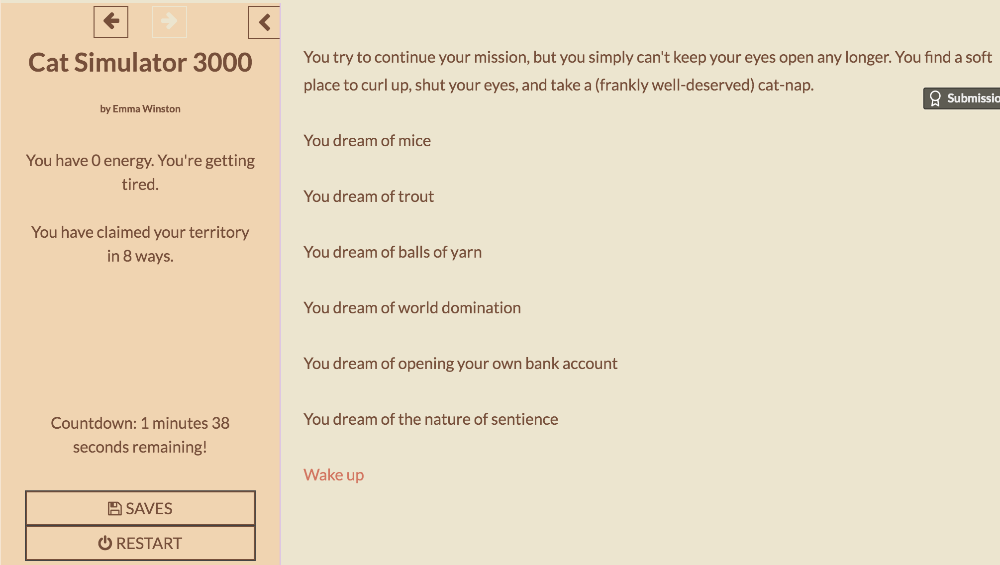 Cat Simulator 3000
by Emma Winston
You have 0 energy. You're getting
tired.
You have claimed your territory
in 8 ways.
Countdown: 1 minutes 38
seconds remaining!
SAVES
RESTART
You try to continue your mission, but you simply can't keep your eyes open any longer. You find a soft
place to curl up, shut your eyes, and take a (frankly well-deserved) cat-nap.
Submissio
You dream of mice
You dream of trout
You dream of balls of yarn
You dream of world domination
You dream of opening your own bank account
You dream of the nature of sentience
Wake up